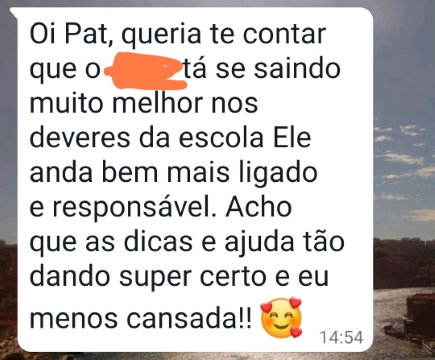 Oi Pat, queria te contar
que o tá se saindo
muito melhor nos
deveres da escola Ele
anda bem mais ligado
e responsável. Acho
que as dicas e ajuda tão
dando super certo e eu
menos cansada!! 🥰
14:54